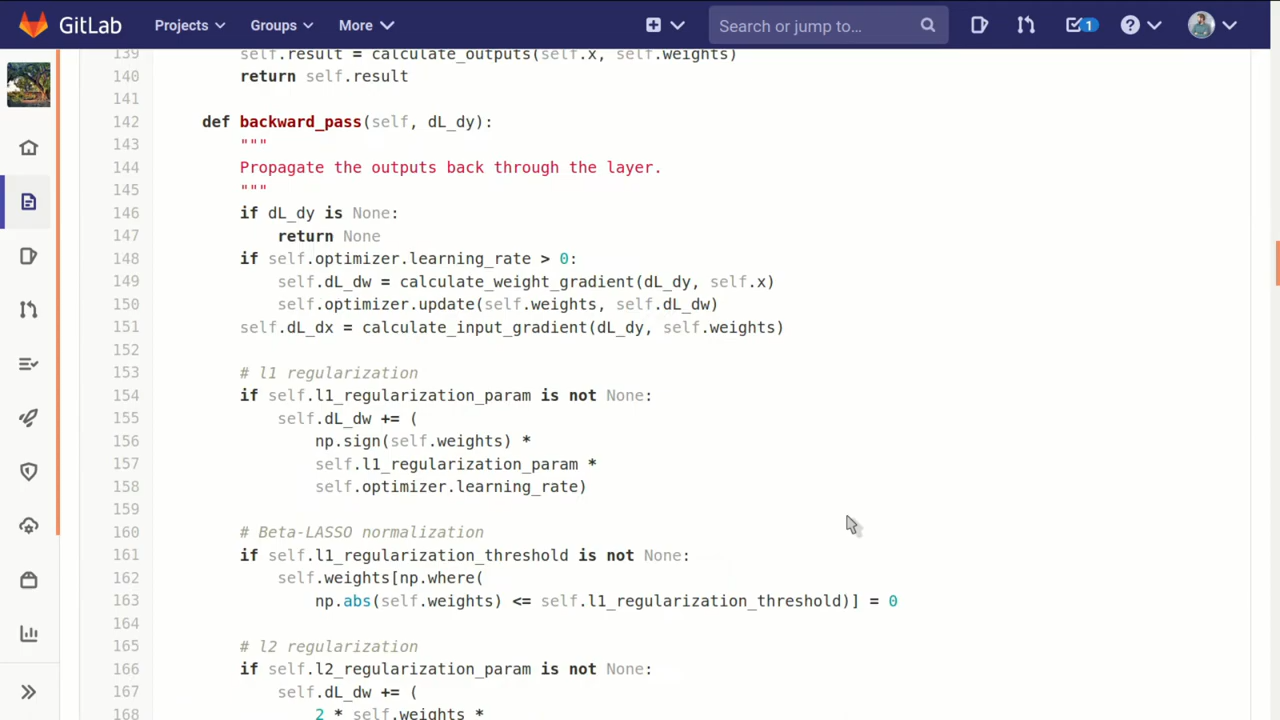 GitLab Projects Groups More Search or jump to... 1
139 self.result = calculate_outputs(self.x, self.weights)
140 return self.result
141
142 def backward_pass(self, dL_dy):
143 """
144 Propagate the outputs back through the layer.
145 """
146 if dL_dy is None:
147 return None
148 if self.optimizer.learning_rate > 0:
149 self.dL_dw = calculate_weight_gradient(dL_dy, self.x)
150 self.optimizer.update(self.weights, self.dL_dw)
151 self.dL_dx = calculate_input_gradient(dL_dy, self.weights)
152
153 # l1 regularization
154 if self.l1_regularization_param is not None:
155 self.dL_dw += (
156 np.sign(self.weights) *
157 self.l1_regularization_param *
158 self.optimizer.learning_rate)
159
160 # Beta-LASSO normalization
161 if self.l1_regularization_threshold is not None:
162 self.weights[np.where(
163 np.abs(self.weights) <= self.l1_regularization_threshold)] = 0
164
165 # l2 regularization
166 if self.l2_regularization_param is not None:
167 self.dL_dw += (
168 2 * self.weights *